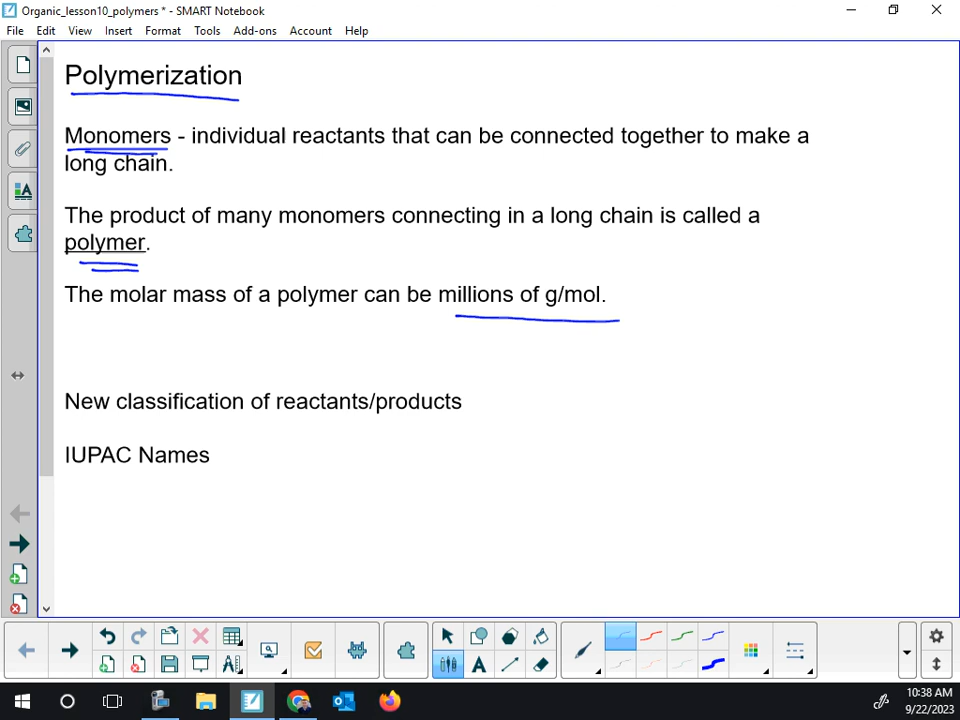 Organic_lesson10_polymers * - SMART Notebook
File Edit View Insert Format Tools Add-ons Account Help
Polymerization
Monomers - individual reactants that can be connected together to make a
long chain.
The product of many monomers connecting in a long chain is called a
polymer.
The molar mass of a polymer can be millions of g/mol.
New classification of reactants/products
IUPAC Names
10:38 AM
9/22/2023